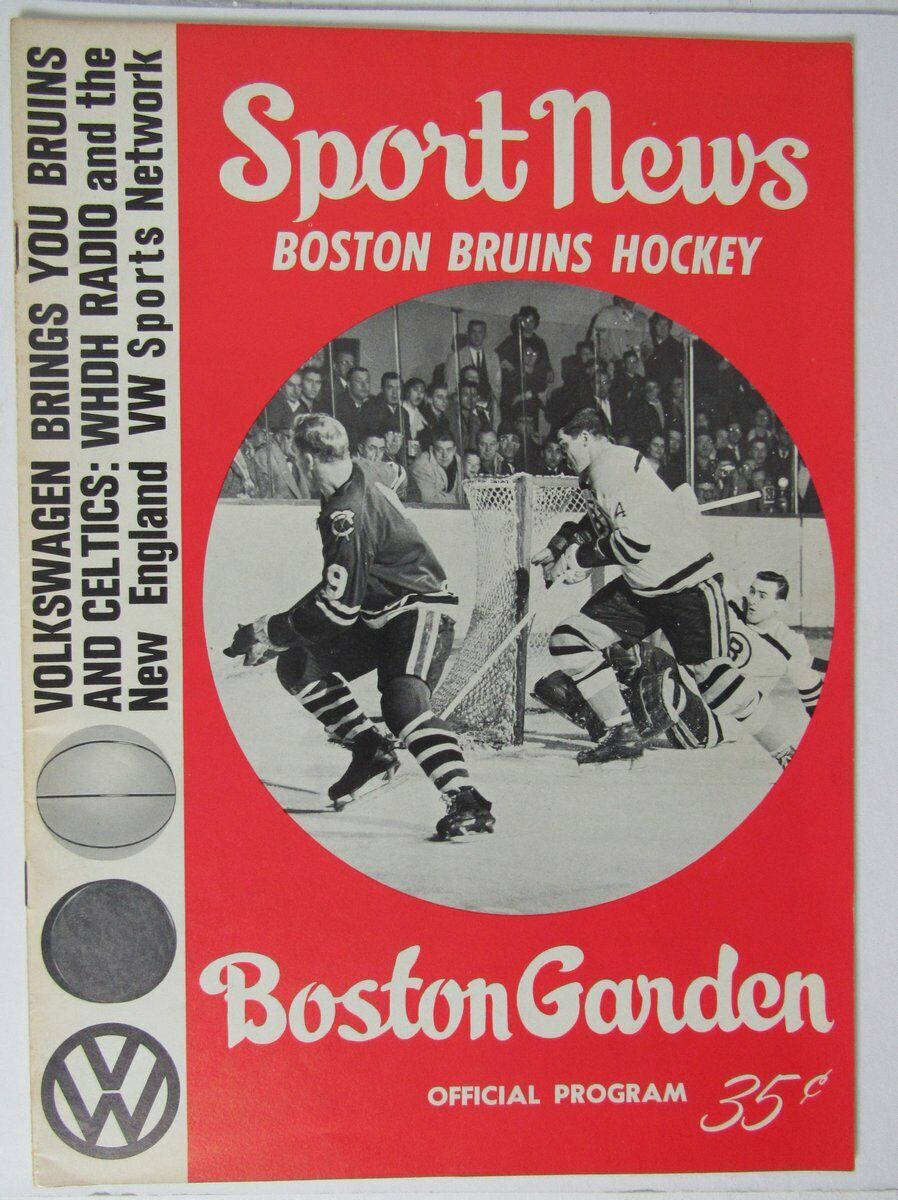 VOLKSWAGEN BRINGS YOU BRUINS
AND CELTICS: WHDH RADIO and the
New England VW Sports Network
Sport News
BOSTON BRUINS HOCKEY
9
4
B
Boston Garden
OFFICIAL PROGRAM 35¢
VW